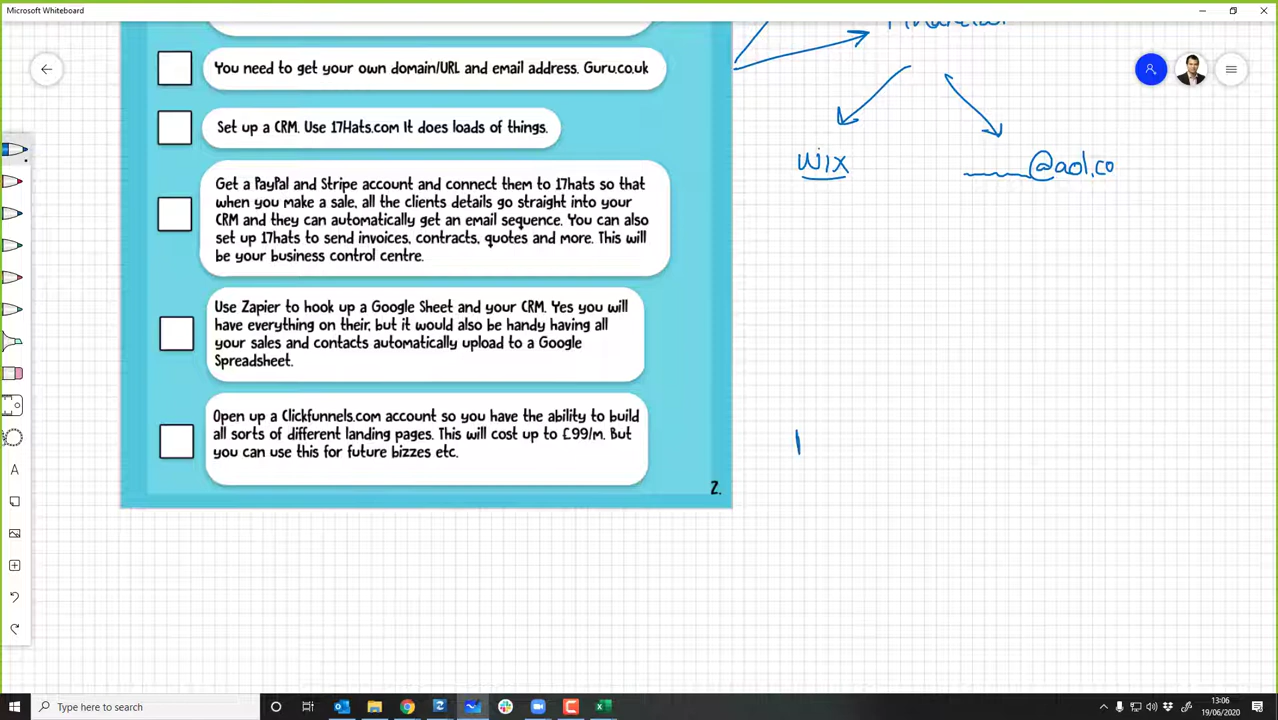 Microsoft Whiteboard
You need to get your own domain/URL and email address. Guru.co.uk
Set up a CRM. Use 17Hats.com It does loads of things.
Get a PayPal and Stripe account and connect them to 17hats so that
when you make a sale, all the clients details go straight into your
CRM and they can automatically get an email sequence. You can also
set up 17hats to send invoices, contracts, quotes and more. This will
be your business control centre.
Use Zapier to hook up a Google Sheet and your CRM. Yes you will
have everything on their, but it would also be handy having all
your sales and contacts automatically upload to a Google
Spreadsheet.
Open up a Clickfunnels.com account so you have the ability to build
all sorts of different landing pages. This will cost up to £99/m. But
you can use this for future bizzes etc.
2.
Wix
_____@aol.co
A
Type here to search
13:06
19/06/2020